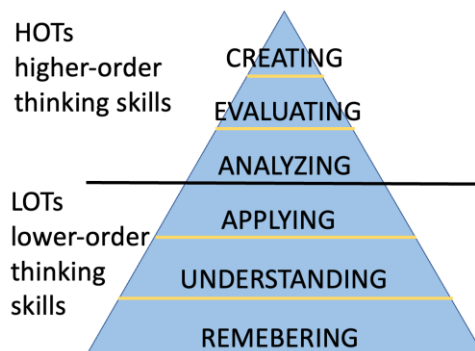 HOTs
higher-order
thinking skills
CREATING
EVALUATING
ANALYZING
LOTs
lower-order
thinking
skills
APPLYING
UNDERSTANDING
REMEBERING